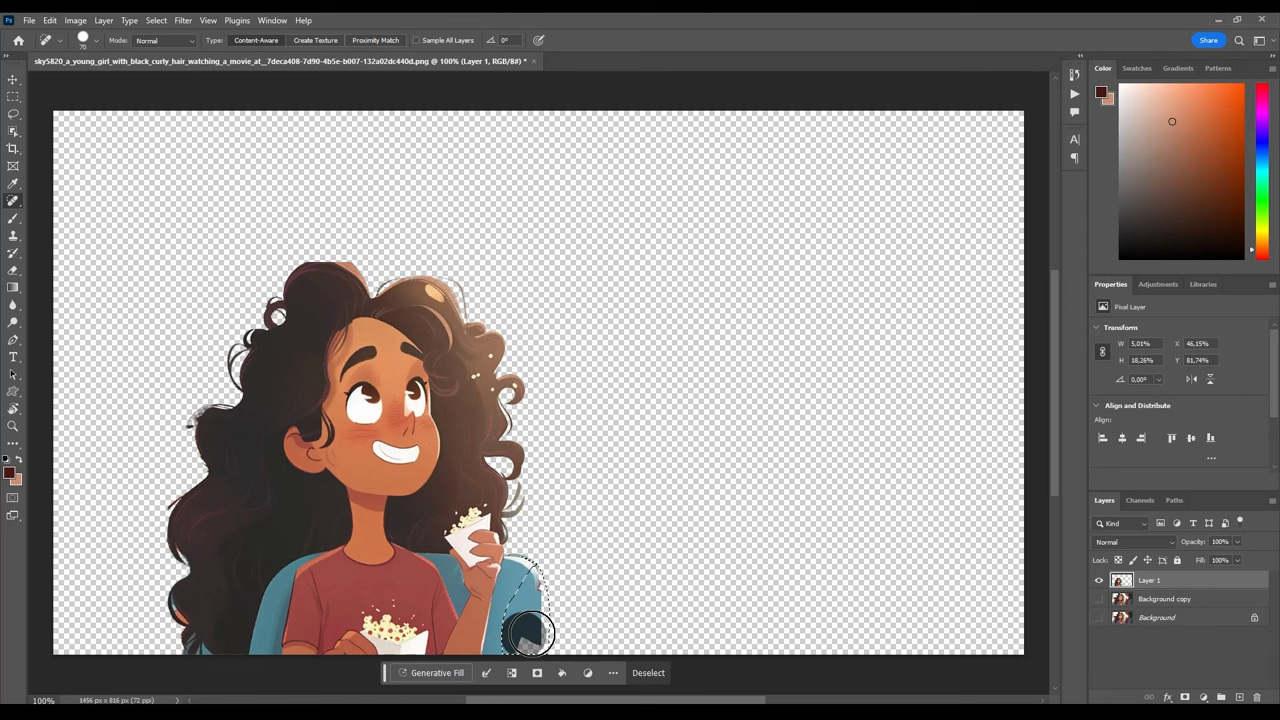 Ps File Edit Image Layer Type Select Filter View Plugins Window Help
70 Mode: Normal Type: Content-Aware Create Texture Proximity Match Sample All Layers 0° Share
sky5820_a_young_girl_with_black_curly_hair_watching_a_movie_at__7deca408-7d90-4b5e-b007-132a02dc440d.png @ 100% (Layer 1, RGB/8#) *
Color Swatches Gradients Patterns
Properties Adjustments Libraries
Pixel Layer
Transform
W 5,01% X 46.15%
H 18,26% Y 81.74%
0,00°
Align and Distribute
Align:
Layers Channels Paths
Kind
Normal Opacity: 100%
Lock: Fill: 100%
Layer 1
Background copy
Background
Generative Fill Deselect
100% 1456 px x 816 px (72 ppi)